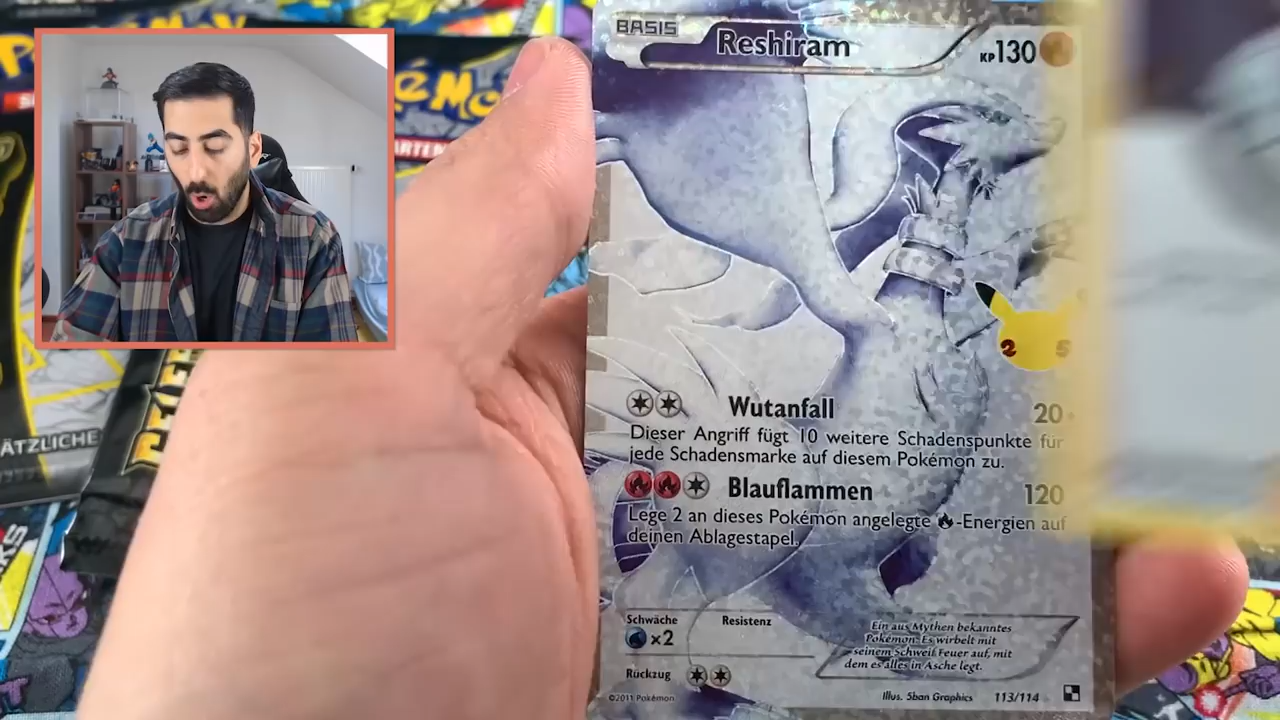 BASIS
Reshiram
KP130
2 5
Wutanfall
20+
Dieser Angriff fügt 10 weitere Schadenspunkte für
jede Schadensmarke auf diesem Pokémon zu.
Blauflammen
120
Lege 2 an dieses Pokémon angelegte -Energien auf
deinen Ablagestapel.
Schwäche
×2
Resistenz
Rückzug
Ein aus Mythen bekanntes
Pokémon. Es wirbelt mit
seinem Schweif Feuer auf, mit
dem es alles in Asche legt.
©2011 Pokémon
Illus. 5ban Graphics
113/114
ÄTZLICHE